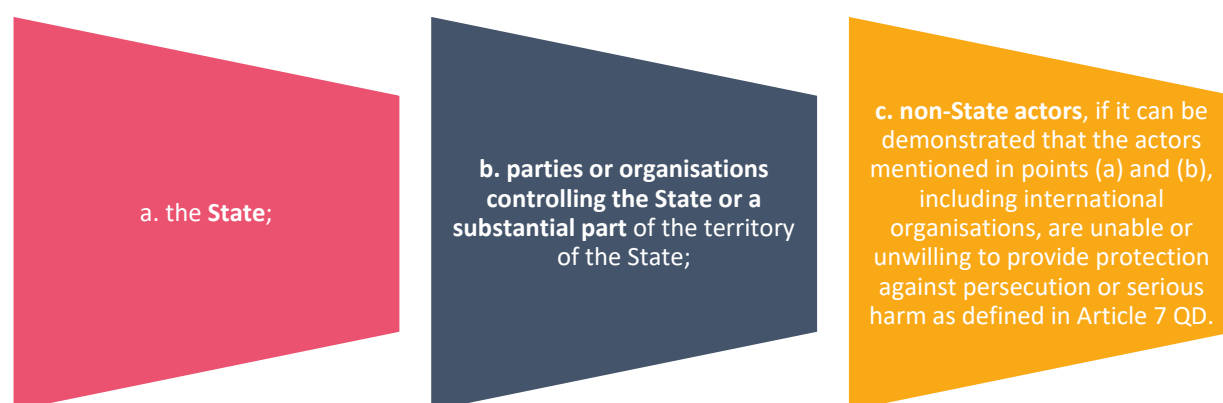 a. the State;
b. parties or organisations
controlling the State or a
substantial part of the territory
of the State;
c. non-State actors, if it can be
demonstrated that the actors
mentioned in points (a) and (b),
including international
organisations, are unable or
unwilling to provide protection
against persecution or serious
harm as defined in Article 7 QD.